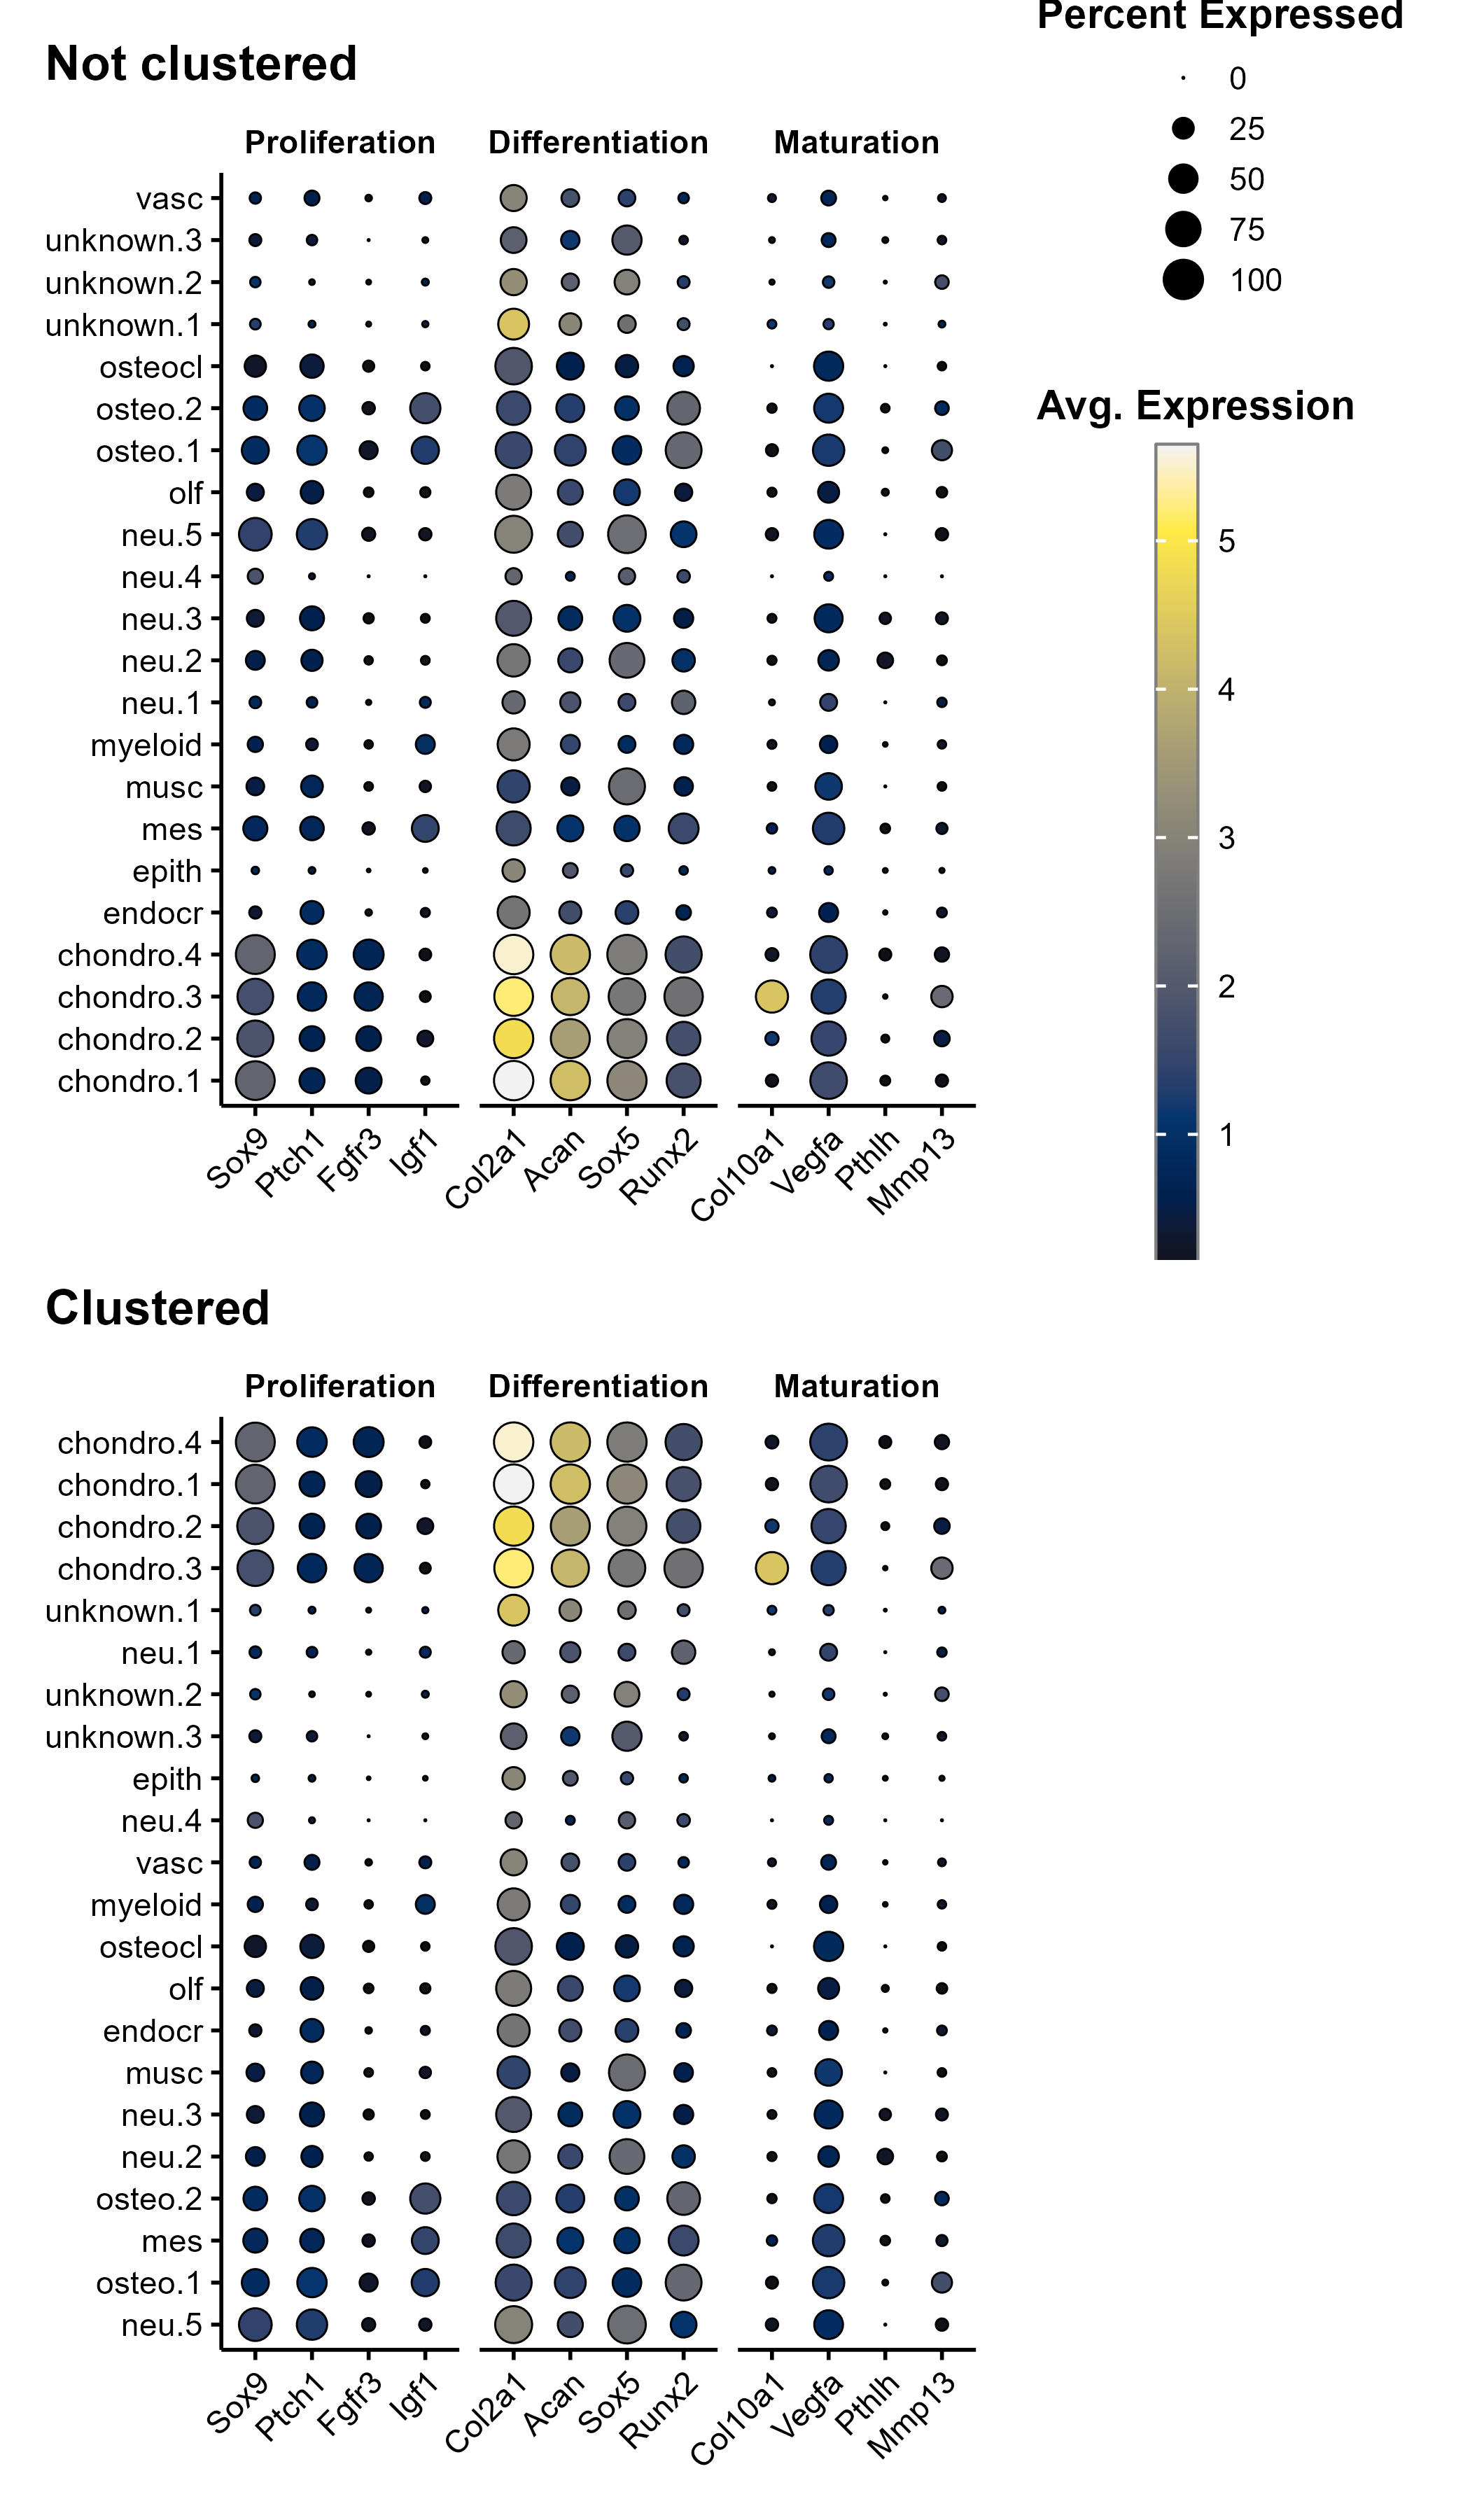 Percent Expressed
0
25
50
75
100
Avg. Expression
5
4
3
2
1
Not clustered
Proliferation Differentiation Maturation
vasc
unknown.3
unknown.2
unknown.1
osteocl
osteo.2
osteo.1
olf
neu.5
neu.4
neu.3
neu.2
neu.1
myeloid
musc
mes
epith
endocr
chondro.4
chondro.3
chondro.2
chondro.1
Sox9 Ptch1 Fgfr3 Igf1 Col2a1 Acan Sox5 Runx2 Col10a1 Vegfa Pthlh Mmp13
Clustered
Proliferation Differentiation Maturation
chondro.4
chondro.1
chondro.2
chondro.3
unknown.1
neu.1
unknown.2
unknown.3
epith
neu.4
vasc
myeloid
osteocl
olf
endocr
musc
neu.3
neu.2
osteo.2
mes
osteo.1
neu.5
Sox9 Ptch1 Fgfr3 Igf1 Col2a1 Acan Sox5 Runx2 Col10a1 Vegfa Pthlh Mmp13